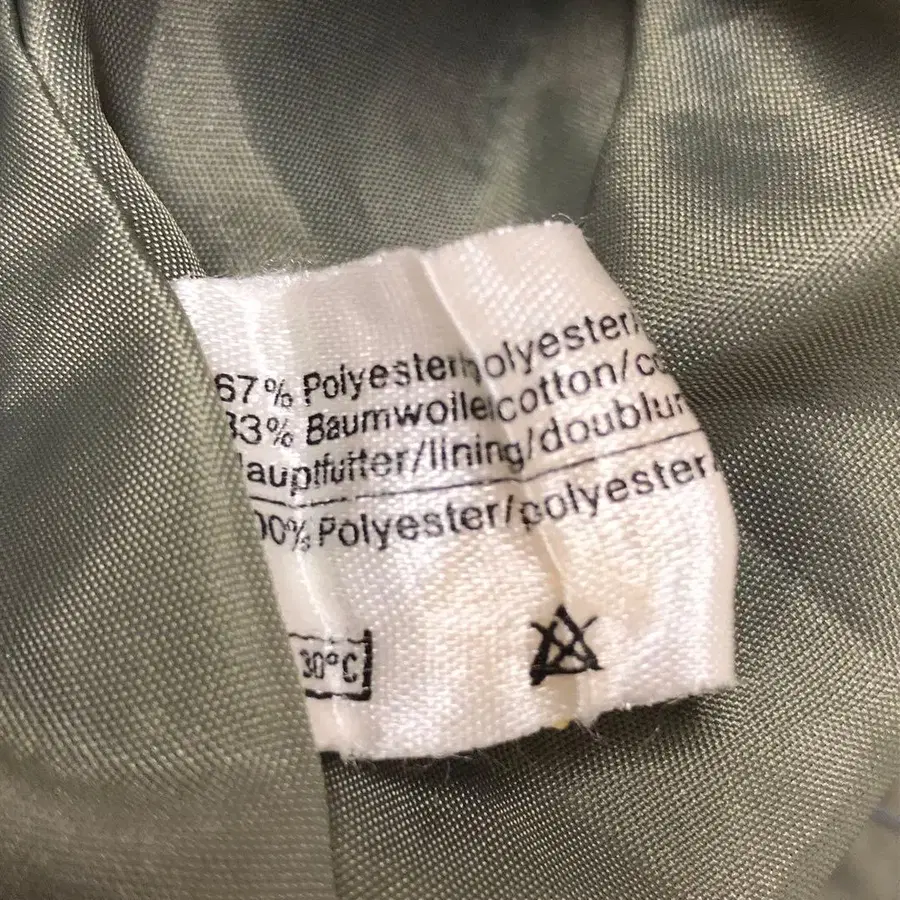 67% Polyester/polyester/
33% Baumwolle/cotton/co
Hauptfutter/lining/doublur
100% Polyester/polyester/
30°C